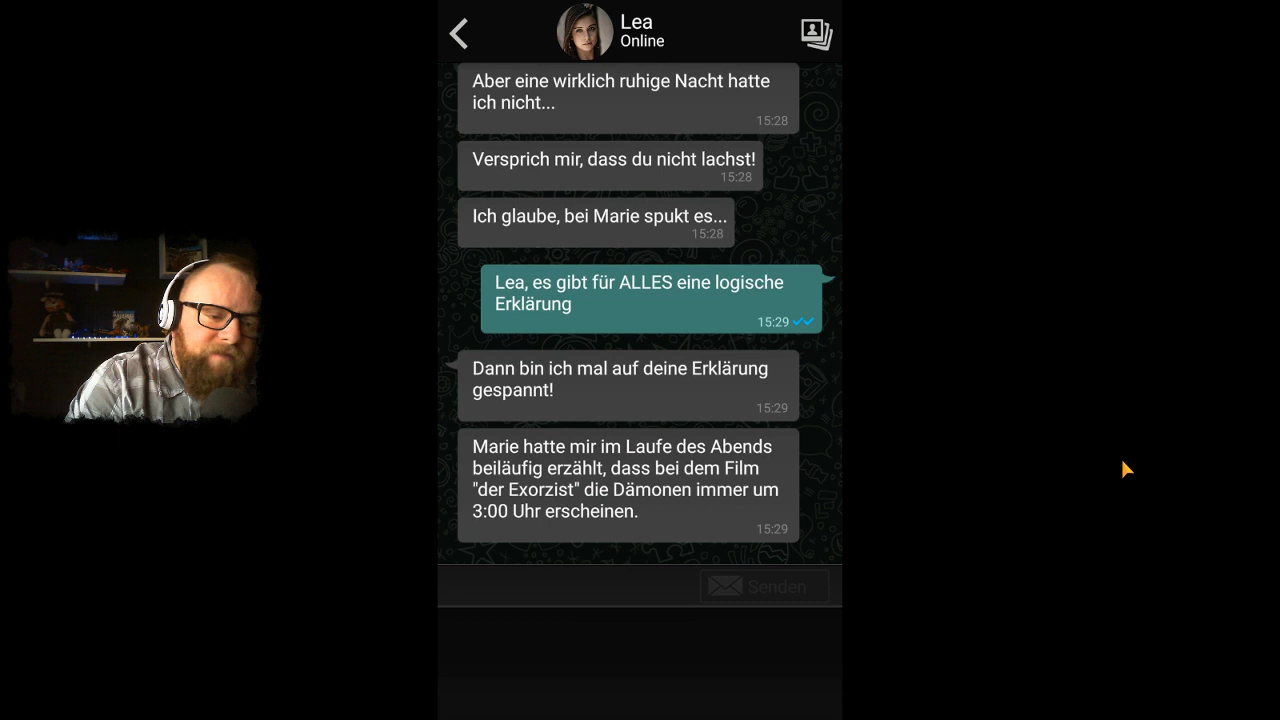 Lea
Online
Aber eine wirklich ruhige Nacht hatte
ich nicht...
15:28
Versprich mir, dass du nicht lachst!
15:28
Ich glaube, bei Marie spukt es...
15:28
Lea, es gibt für ALLES eine logische
Erklärung
15:29
Dann bin ich mal auf deine Erklärung
gespannt!
15:29
Marie hatte mir im Laufe des Abends
beiläufig erzählt, dass bei dem Film
"der Exorzist" die Dämonen immer um
3:00 Uhr erscheinen.
15:29
Senden